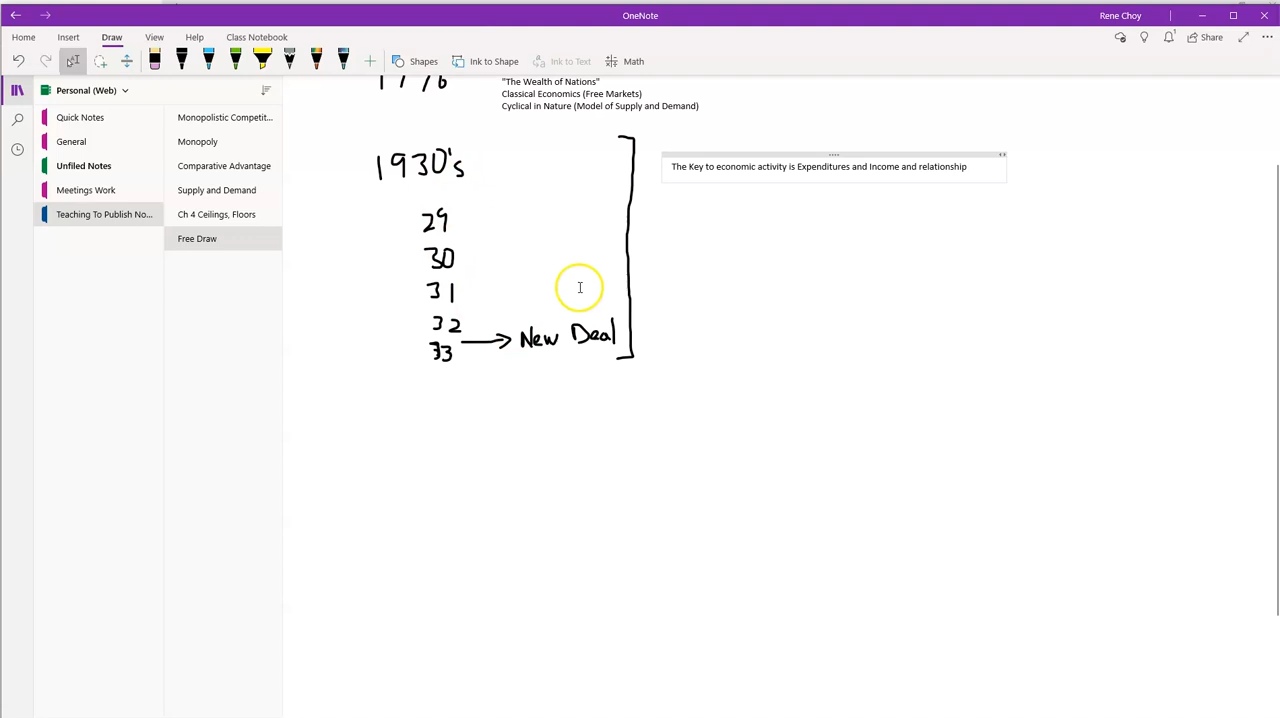 OneNote
Rene Choy
Home Insert Draw View Help Class Notebook
Share
Shapes Ink to Shape Ink to Text Math
Personal (Web)
Quick Notes
General
Unfiled Notes
Meetings Work
Teaching To Publish No...
Monopolistic Competit...
Monopoly
Comparative Advantage
Supply and Demand
Ch 4 Ceilings, Floors
Free Draw
1776
"The Wealth of Nations"
Classical Economics (Free Markets)
Cyclical in Nature (Model of Supply and Demand)
1930's
29
30
31
32
33 → New Deal
The Key to economic activity is Expenditures and Income and relationship